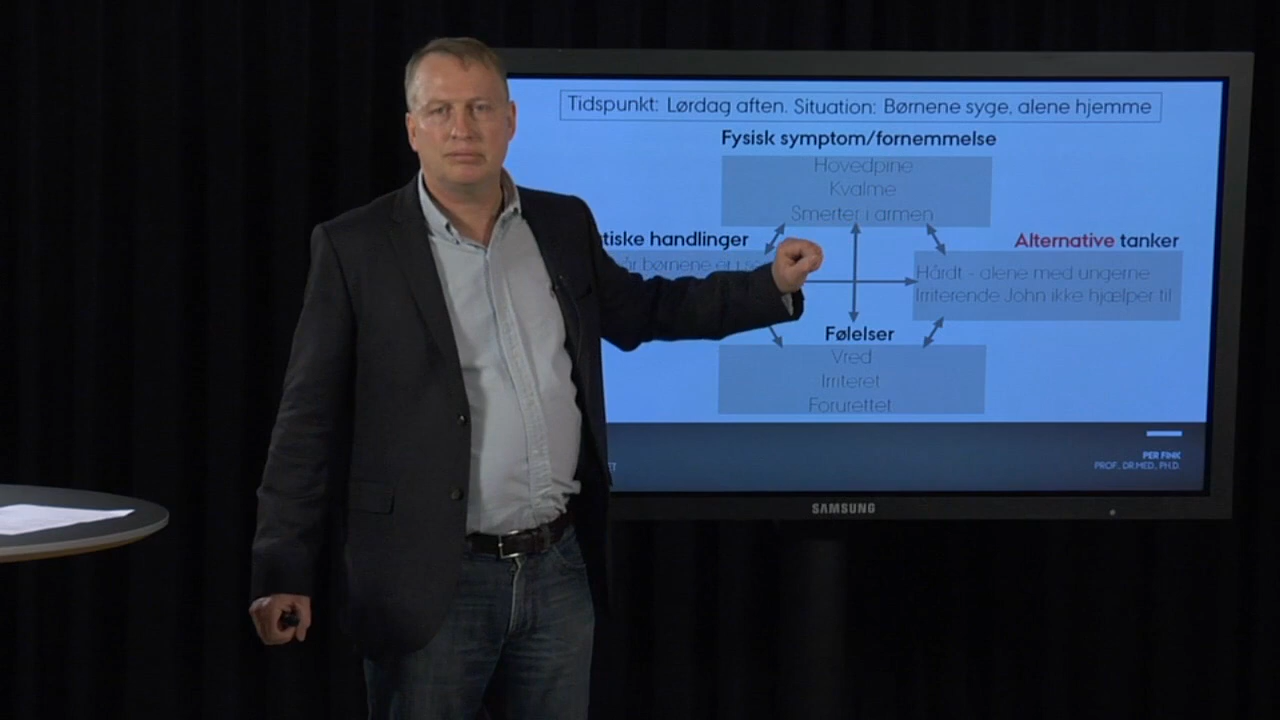 Tidspunkt: Lørdag aften. Situation: Børnene syge, alene hjemme
Fysisk symptom/fornemmelse
Hovedpine
Kvalme
Smerter i armen
tiske handlinger
børnene er i
Alternative tanker
Hårdt - alene med ungerne
Irriterende John ikke hjælper til
Følelser
Vred
Irriteret
Forurettet
PER FINK
PROF., DR.MED., PH.D.
SAMSUNG